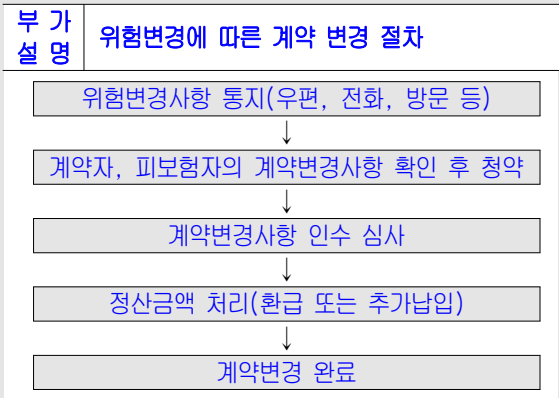 부 가
설 명
위험변경에 따른 계약 변경 절차
위험변경사항 통지(우편, 전화, 방문 등)
↓
계약자, 피보험자의 계약변경사항 확인 후 청약
↓
계약변경사항 인수 심사
↓
정산금액 처리(환급 또는 추가납입)
↓
계약변경 완료